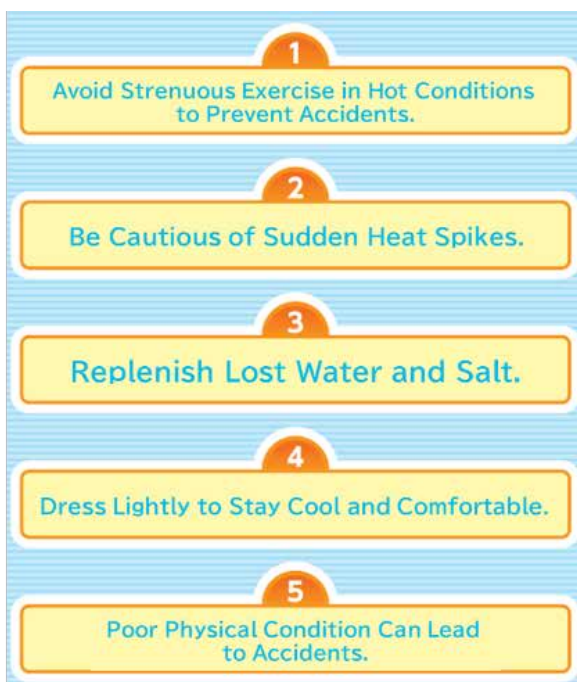 1
Avoid Strenuous Exercise in Hot Conditions
to Prevent Accidents.
2
Be Cautious of Sudden Heat Spikes.
3
Replenish Lost Water and Salt.
4
Dress Lightly to Stay Cool and Comfortable.
5
Poor Physical Condition Can Lead
to Accidents.